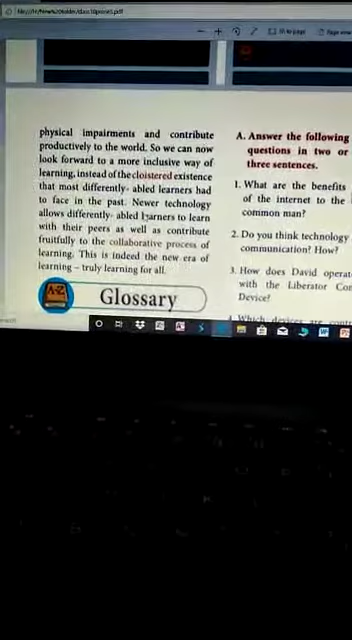 physical impairments and contribute
productively to the world. So we can now
look forward to a more inclusive way of
learning, instead of the cloistered existence
that most differently- abled learners had
to face in the past. Newer technology
allows differently- abled learners to learn
with their peers as well as contribute
fruitfully to the collaborative process of
learning. This is indeed the new era of
learning – truly learning for all.
A-Z
Glossary
A. Answer the following
questions in two or
three sentences.
1. What are the benefits
of the internet to the
common man?
2. Do you think technology
communication? How?
3. How does David
with the Liberator
Device?
4. Which devices are